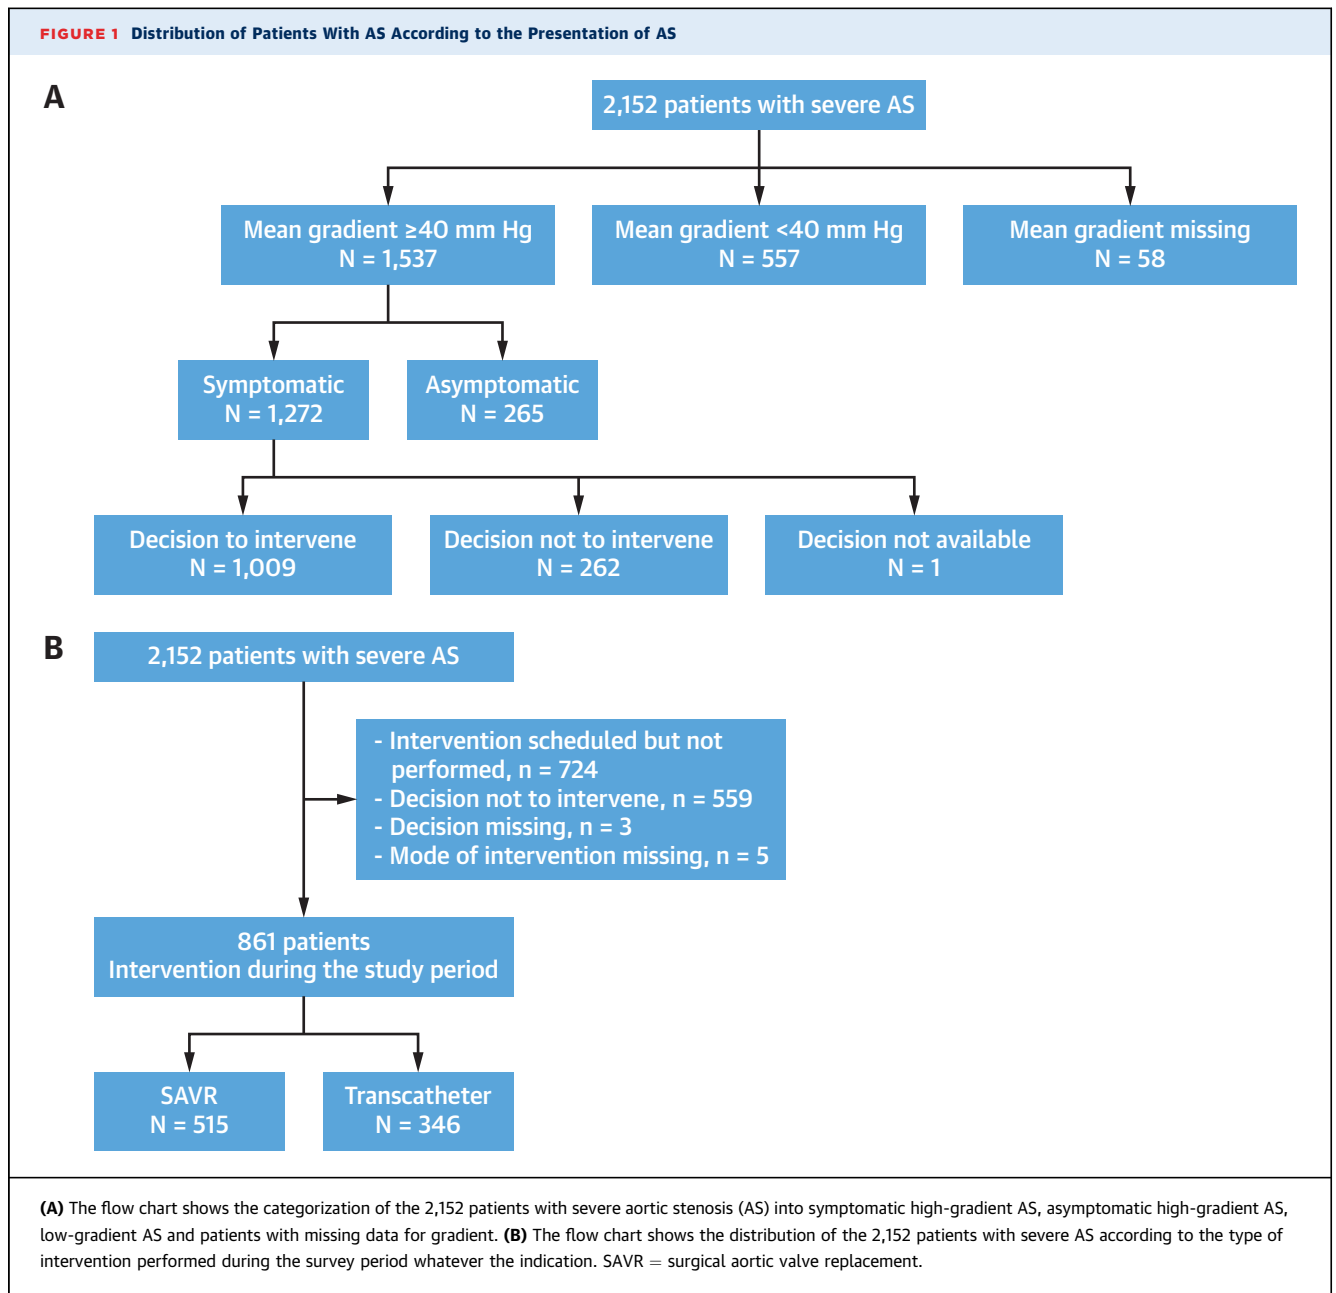 FIGURE 1 Distribution of Patients With AS According to the Presentation of AS
A
2,152 patients with severe AS
Mean gradient ≥40 mm Hg
N = 1,537
Mean gradient <40 mm Hg
N = 557
Mean gradient missing
N = 58
Symptomatic
N = 1,272
Asymptomatic
N = 265
Decision to intervene
N = 1,009
Decision not to intervene
N = 262
Decision not available
N = 1
B
2,152 patients with severe AS
- Intervention scheduled but not
performed, n = 724
- Decision not to intervene, n = 559
- Decision missing, n = 3
- Mode of intervention missing, n = 5
861 patients
Intervention during the study period
SAVR
N = 515
Transcatheter
N = 346
(A) The flow chart shows the categorization of the 2,152 patients with severe aortic stenosis (AS) into symptomatic high-gradient AS, asymptomatic high-gradient AS,
low-gradient AS and patients with missing data for gradient. (B) The flow chart shows the distribution of the 2,152 patients with severe AS according to the type of
intervention performed during the survey period whatever the indication. SAVR = surgical aortic valve replacement.